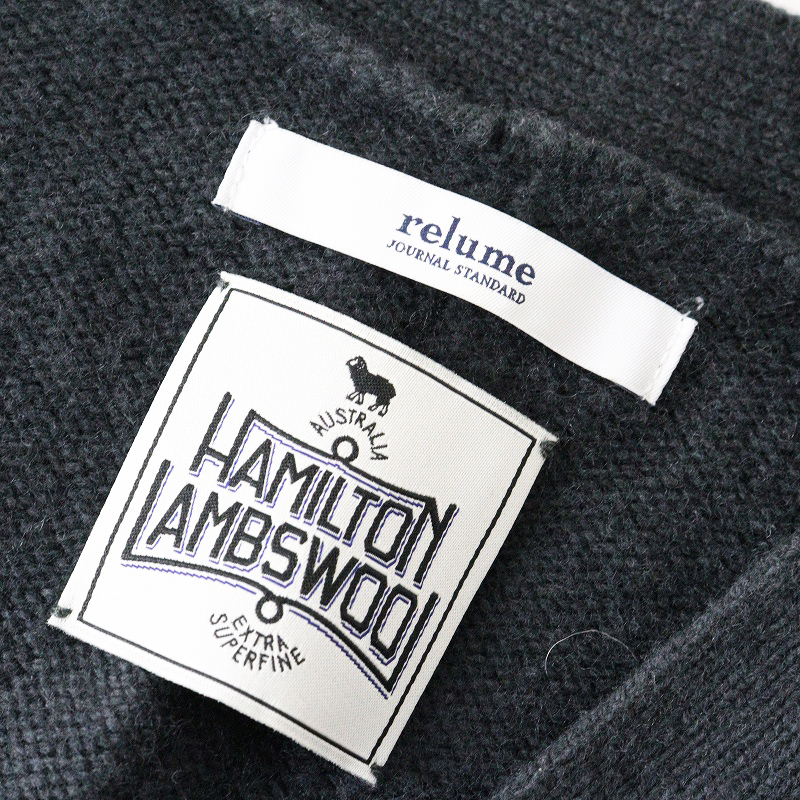 relume
JOURNAL STANDARD
AUSTRALIA
HAMILTON
LAMBSWOOL
EXTRA
SUPERFINE